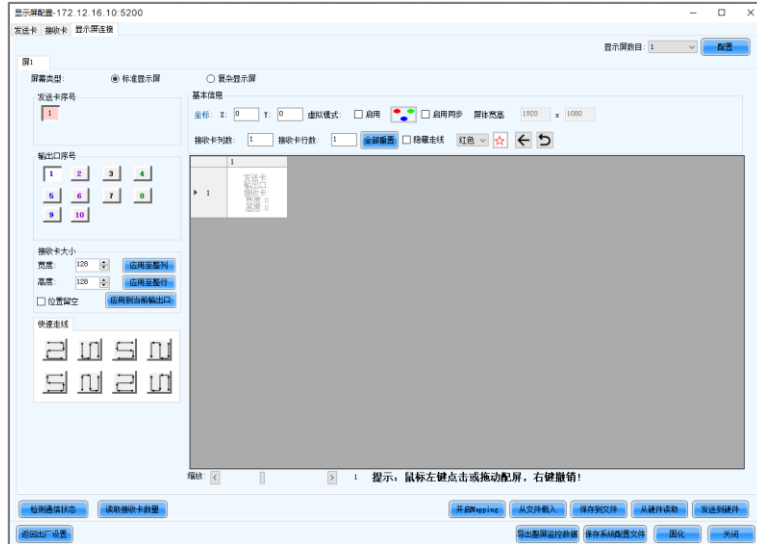 显示屏配置-172.12.16.10:5200
发送卡 接收卡 显示屏连接
显示屏数目: 1 配置
屏1
屏幕类型: 标准显示屏 复杂显示屏
发送卡序号
1
基本信息
坐标: X: 0 Y: 0 虚拟模式: 启用 启用同步 屏体宽高 1920 x 1080
接收卡列数: 1 接收卡行数: 1 全部重置 隐藏走线 红色
输出口序号
1 2 3 4
5 6 7 8
9 10
1
1
发送卡:
输出口:
接收卡:
宽度:0
高度:0
接收卡大小
宽度: 128 应用至整列
高度: 128 应用至整行
位置留空 应用到当前输出口
快速走线
缩放: 1 提示：鼠标左键点击或拖动配屏，右键撤销!
检测通信状态 读取接收卡数量 开启Mapping 从文件载入 保存到文件 从硬件读取 发送到硬件
返回出厂设置 导出整屏监控数据 保存系统配置文件 固化 关闭